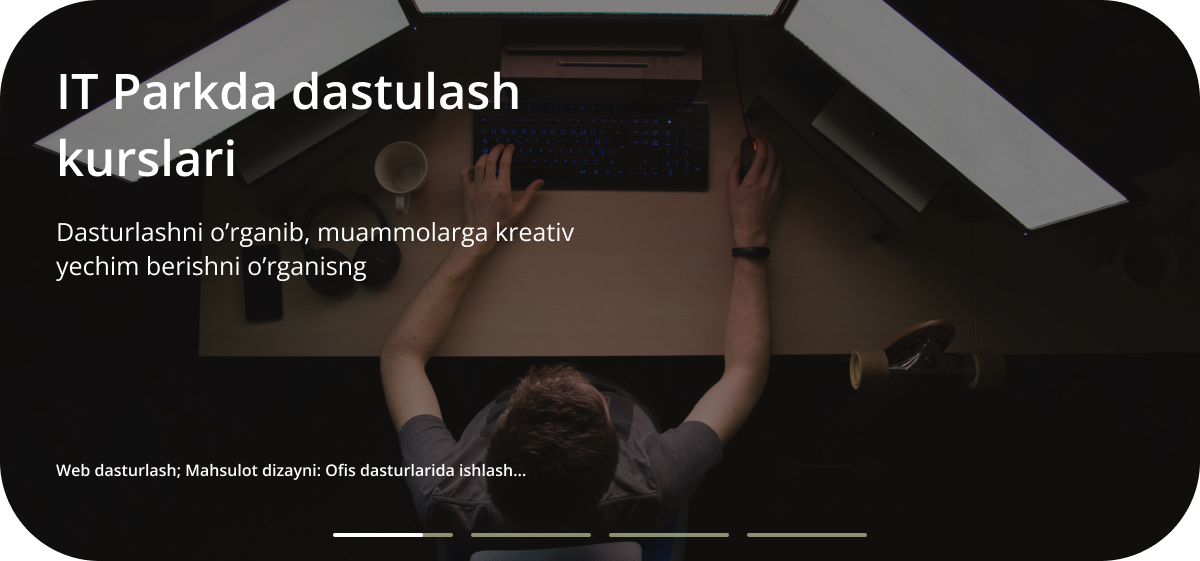 IT Parkda dastulash
kurslari
Dasturlashni o’rganib, muammolarga kreativ
yechim berishni o’rganisng
Web dasturlash; Mahsulot dizayni: Ofis dasturlarida ishlash...